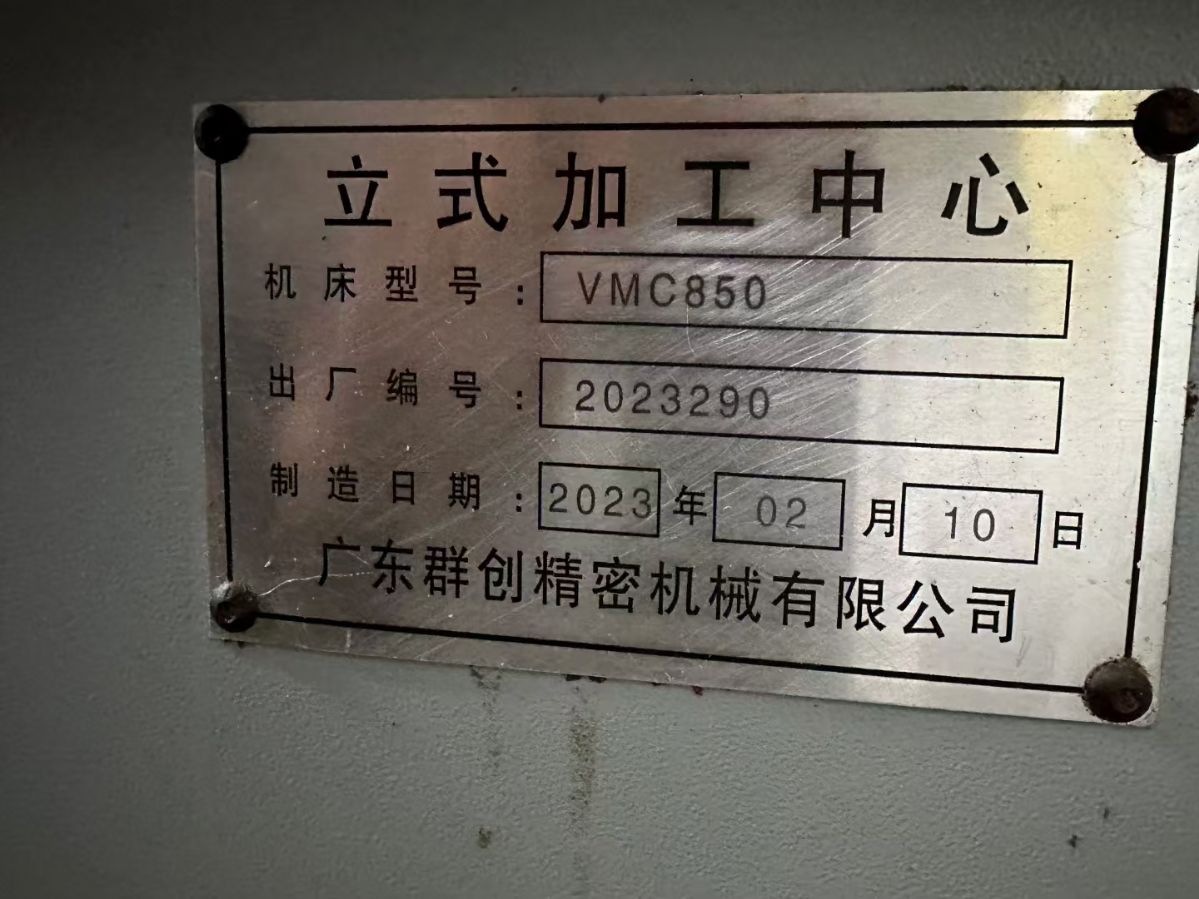 立式加工中心
机床型号：VMC850
出厂编号：2023290
制造日期：2023年02月10日
广东群创精密机械有限公司